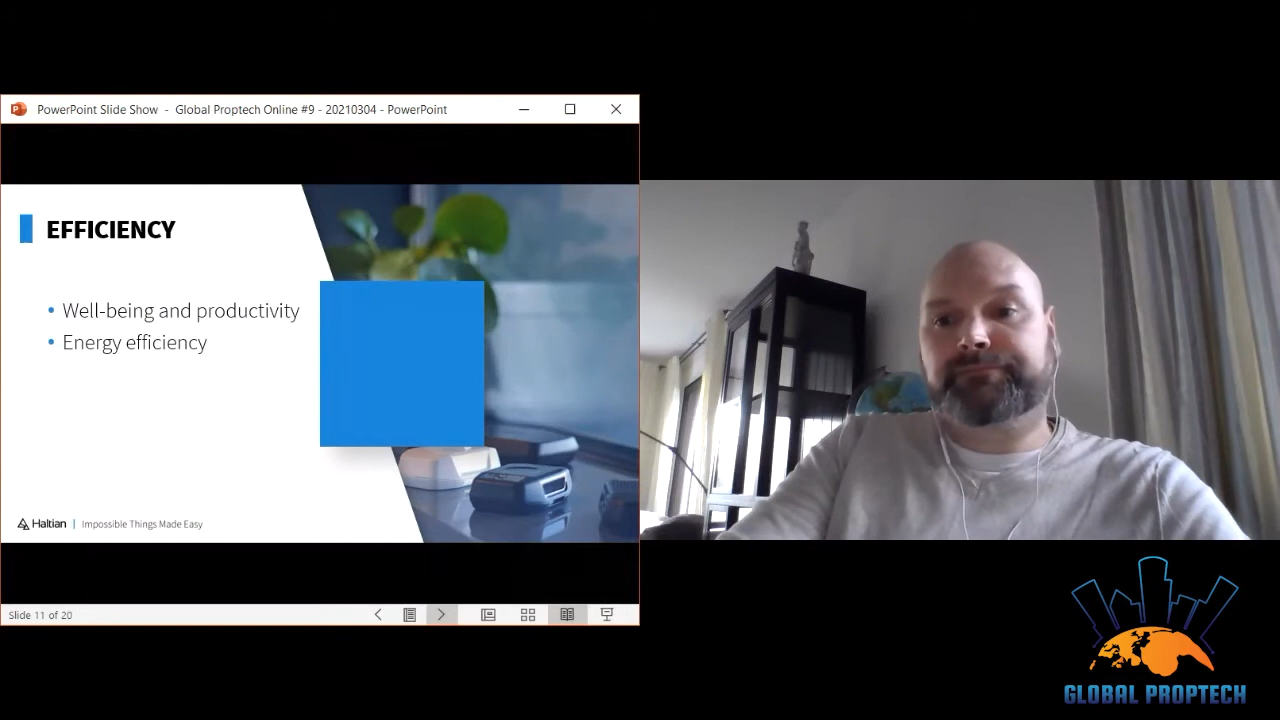 PowerPoint Slide Show - Global Proptech Online #9 - 20210304 - PowerPoint
EFFICIENCY
• Well-being and productivity
• Energy efficiency
Haltian | Impossible Things Made Easy
Slide 11 of 20
GLOBAL PROPTECH